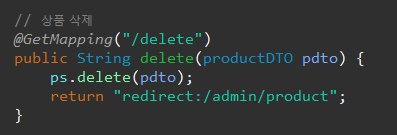 // 상품 삭제
@GetMapping("/delete")
public String delete(productDTO pdto) {
    ps.delete(pdto);
    return "redirect:/admin/product";
}